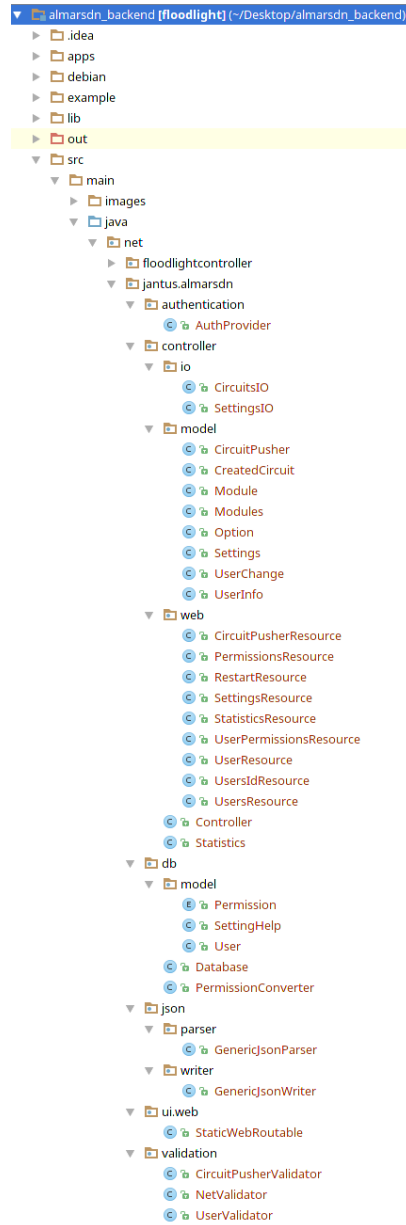 almarsdn_backend [floodlight] (~/Desktop/almarsdn_backend)
.idea
apps
debian
example
lib
out
src
main
images
java
net
floodlightcontroller
jantus.almarsdn
authentication
C AuthProvider
controller
io
C CircuitsIO
C SettingsIO
model
C CircuitPusher
C CreatedCircuit
C Module
C Modules
C Option
C Settings
C UserChange
C UserInfo
web
C CircuitPusherResource
C PermissionsResource
C RestartResource
C SettingsResource
C StatisticsResource
C UserPermissionsResource
C UserResource
C UsersIdResource
C UsersResource
C Controller
C Statistics
db
model
E Permission
C SettingHelp
C User
C Database
C PermissionConverter
json
parser
C GenericJsonParser
writer
C GenericJsonWriter
ui.web
C StaticWebRoutable
validation
C CircuitPusherValidator
C NetValidator
C UserValidator